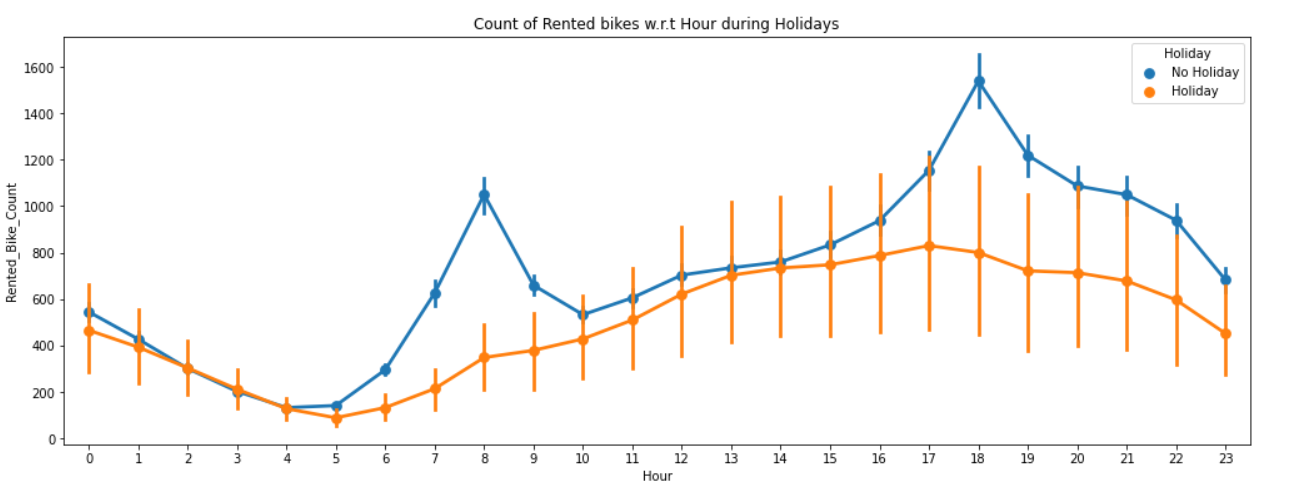 Count of Rented bikes w.r.t Hour during Holidays
Holiday
No Holiday
Holiday
Rented_Bike_Count
1600
1400
1200
1000
800
600
400
200
0
0 1 2 3 4 5 6 7 8 9 10 11 12 13 14 15 16 17 18 19 20 21 22 23
Hour